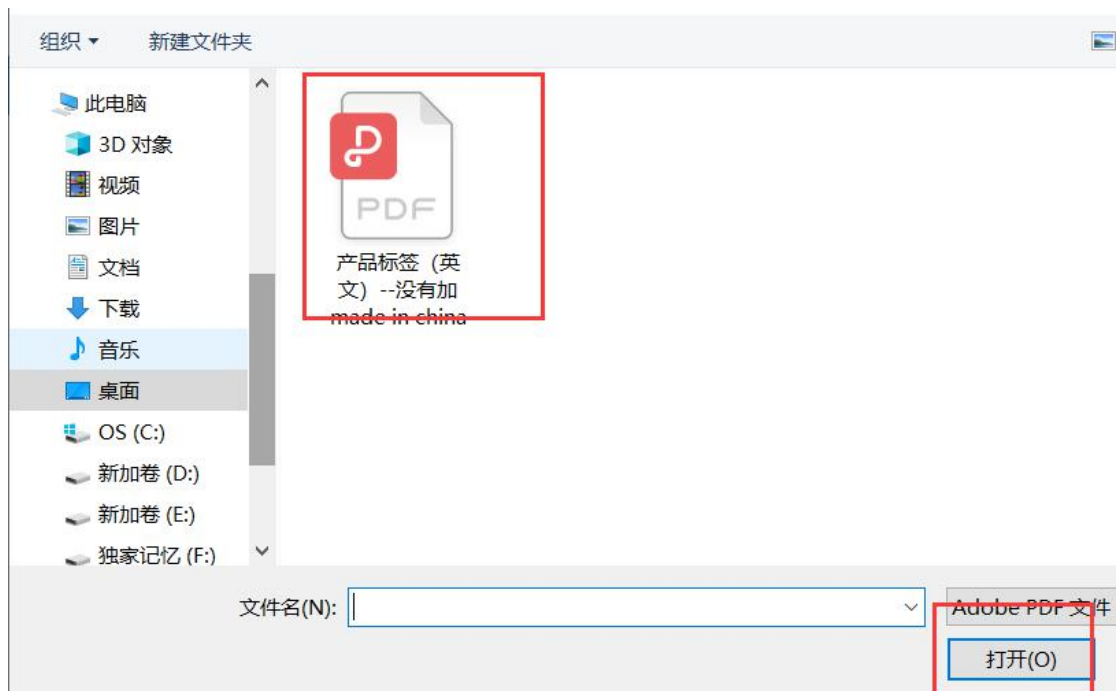 组织 新建文件夹
此电脑
3D 对象
视频
图片
文档
下载
音乐
桌面
OS (C:)
新加卷 (D:)
新加卷 (E:)
独家记忆 (F:)
PDF
产品标签（英
文）--没有加
made in china
文件名(N):
Adobe PDF 文件
打开(O)